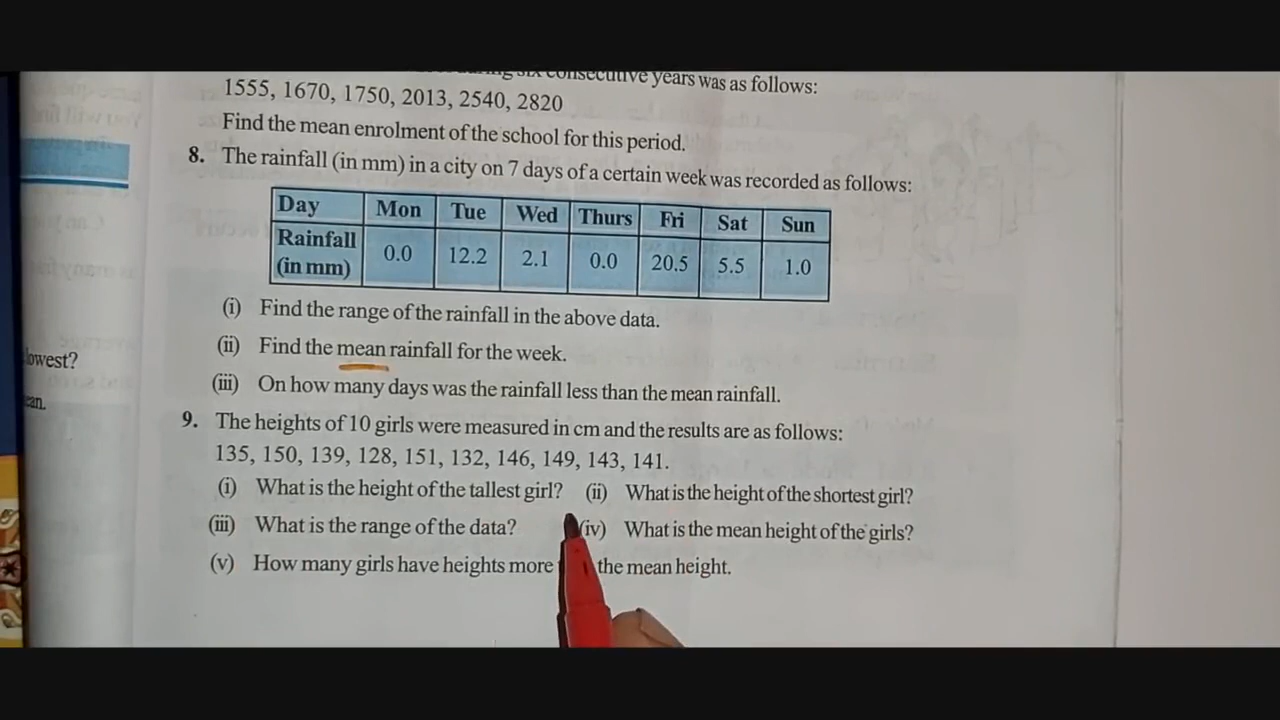 six consecutive years was as follows:
1555, 1670, 1750, 2013, 2540, 2820
Find the mean enrolment of the school for this period.
8. The rainfall (in mm) in a city on 7 days of a certain week was recorded as follows:
Day Mon Tue Wed Thurs Fri Sat Sun
Rainfall (in mm) 0.0 12.2 2.1 0.0 20.5 5.5 1.0
(i) Find the range of the rainfall in the above data.
(ii) Find the mean rainfall for the week.
lowest?
(iii) On how many days was the rainfall less than the mean rainfall.
9. The heights of 10 girls were measured in cm and the results are as follows:
135, 150, 139, 128, 151, 132, 146, 149, 143, 141.
(i) What is the height of the tallest girl? (ii) What is the height of the shortest girl?
(iii) What is the range of the data? (iv) What is the mean height of the girls?
(v) How many girls have heights more the mean height.